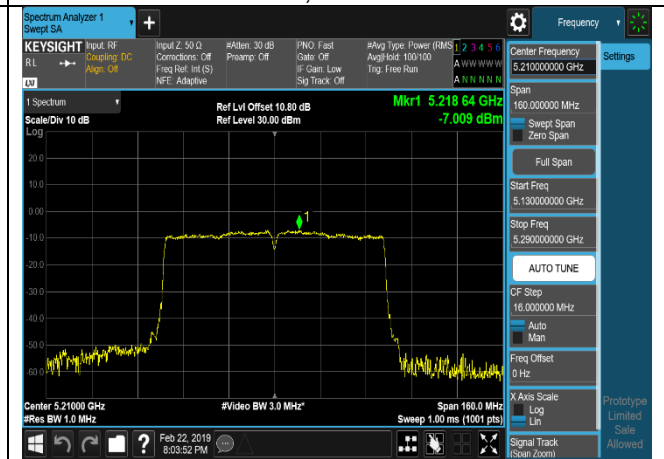 Spectrum Analyzer 1
Swept SA
Frequency
KEYSIGHT
Input: RF
Coupling: DC
Align: Off
Input Z: 50 Ω
Corrections: Off
Freq Ref: Int (S)
NFE: Adaptive
#Atten: 30 dB
Preamp: Off
PNO: Fast
Gate: Off
IF Gain: Low
Sig Track: Off
#Avg Type: Power (RMS
Avg|Hold: 100/100
Trig: Free Run
1 2 3 4 5 6
A W W W W W
A N N N N N
R L
LXI
1 Spectrum
Scale/Div 10 dB
Log
Ref Lvl Offset 10.80 dB
Ref Level 30.00 dBm
Mkr1 5.218 64 GHz
-7.009 dBm
20.0
10.0
0.00
-10.0
-20.0
-30.0
-40.0
-50.0
-60.0
1
Center 5.21000 GHz
#Res BW 1.0 MHz
#Video BW 3.0 MHz*
Span 160.0 MHz
Sweep 1.00 ms (1001 pts)
Feb 22, 2019
8:03:52 PM
Center Frequency
5.210000000 GHz
Settings
Span
160.000000 MHz
Swept Span
Zero Span
Full Span
Start Freq
5.130000000 GHz
Stop Freq
5.290000000 GHz
AUTO TUNE
CF Step
16.000000 MHz
Auto
Man
Freq Offset
0 Hz
X Axis Scale
Log
Lin
Signal Track
(Span Zoom)
Prototype
Limited
Sale
Allowed